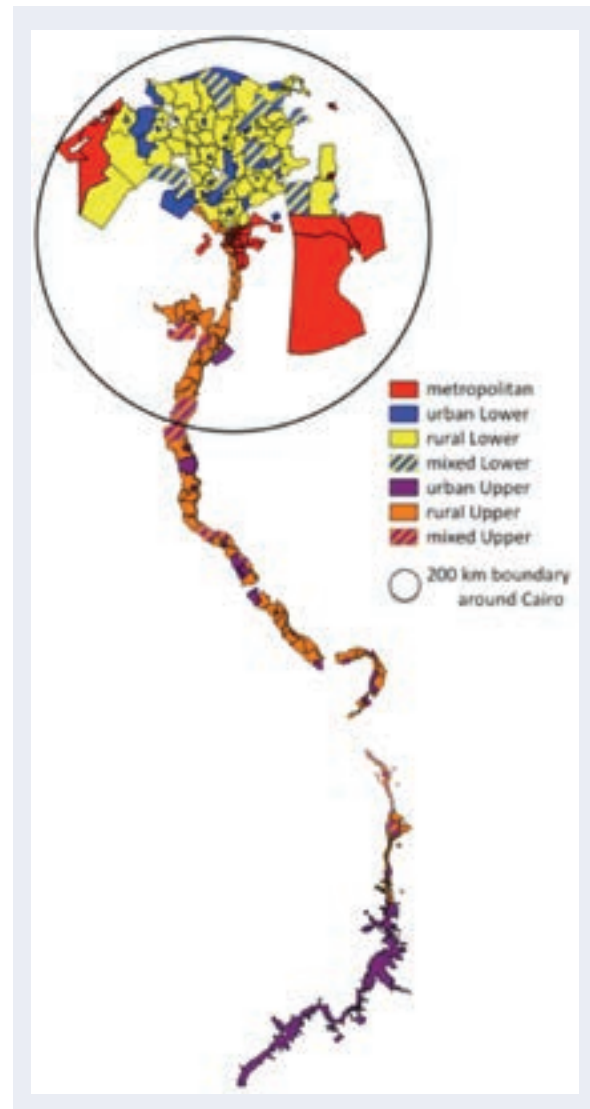 metropolitan
urban Lower
rural Lower
mixed Lower
urban Upper
rural Upper
mixed Upper
200 km boundary
around Cairo